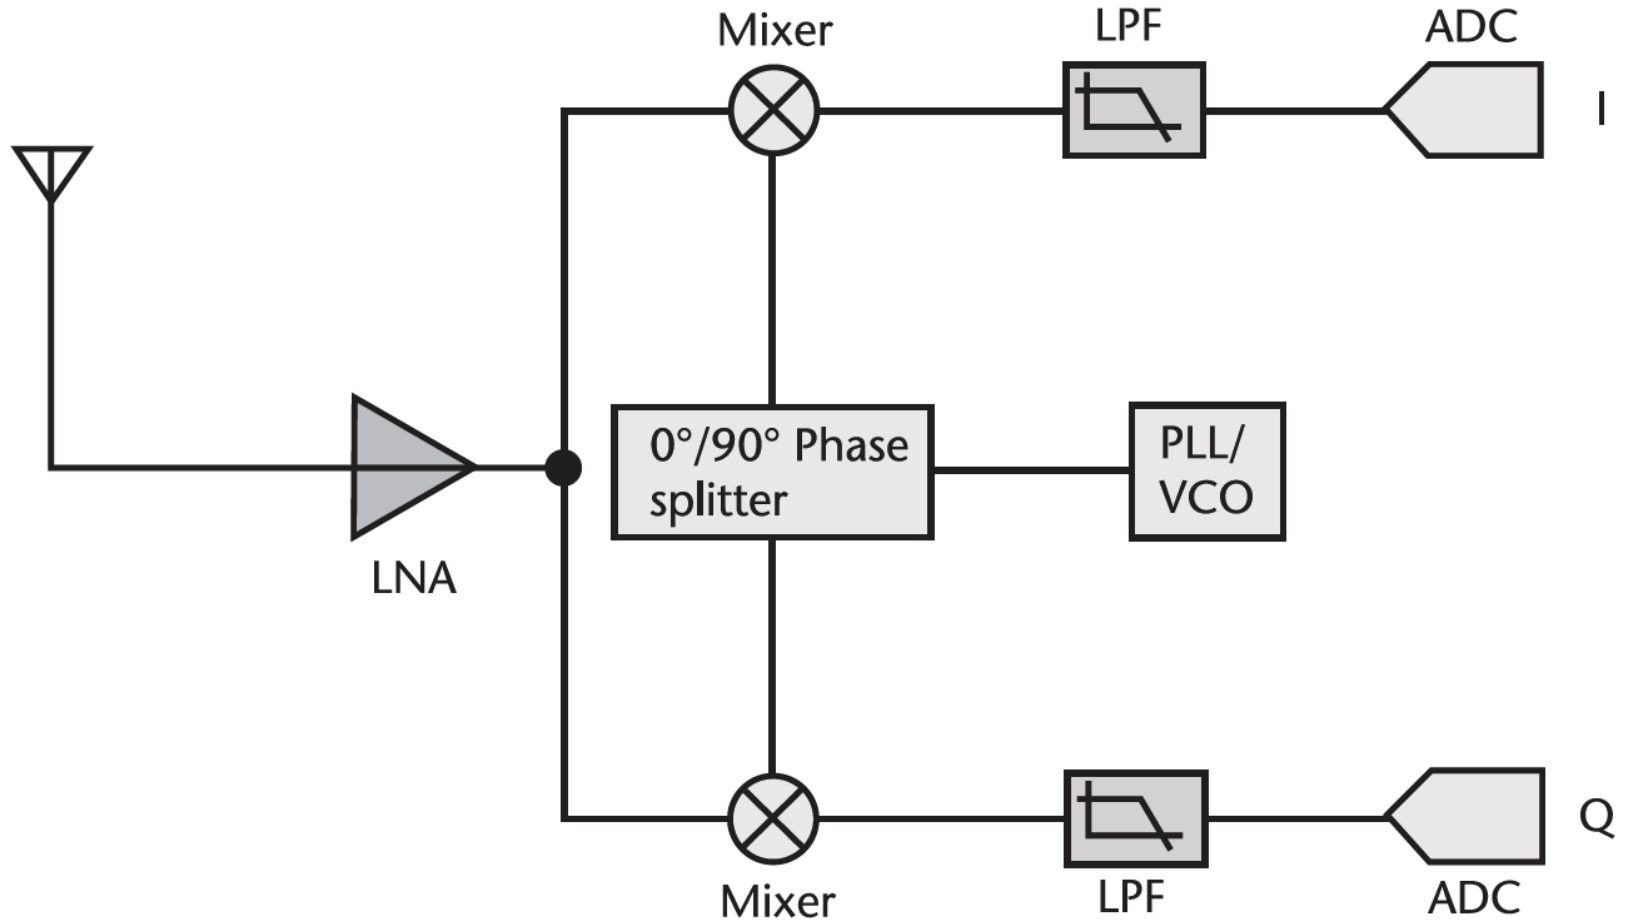 Mixer
LPF
ADC
I
0°/90° Phase
splitter
PLL/
VCO
LNA
Q
Mixer
LPF
ADC